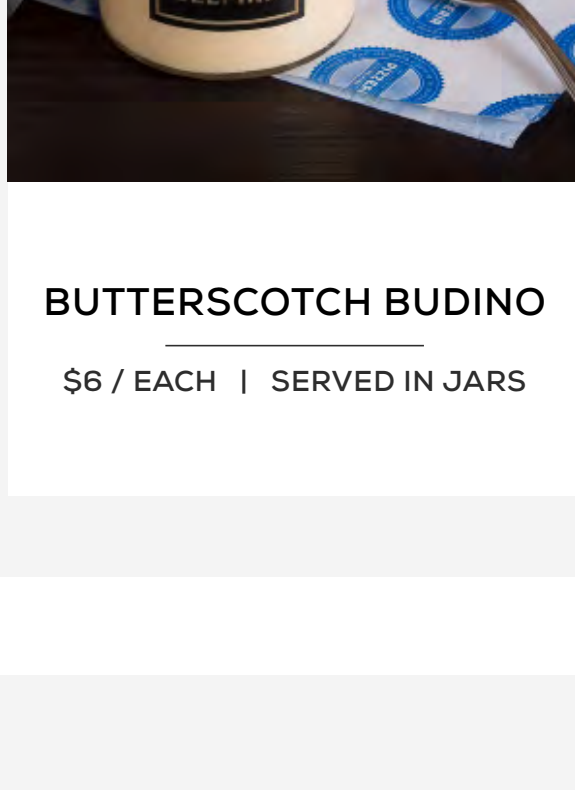 BUTTERSCOTCH BUDINO
$6 / EACH | SERVED IN JARS